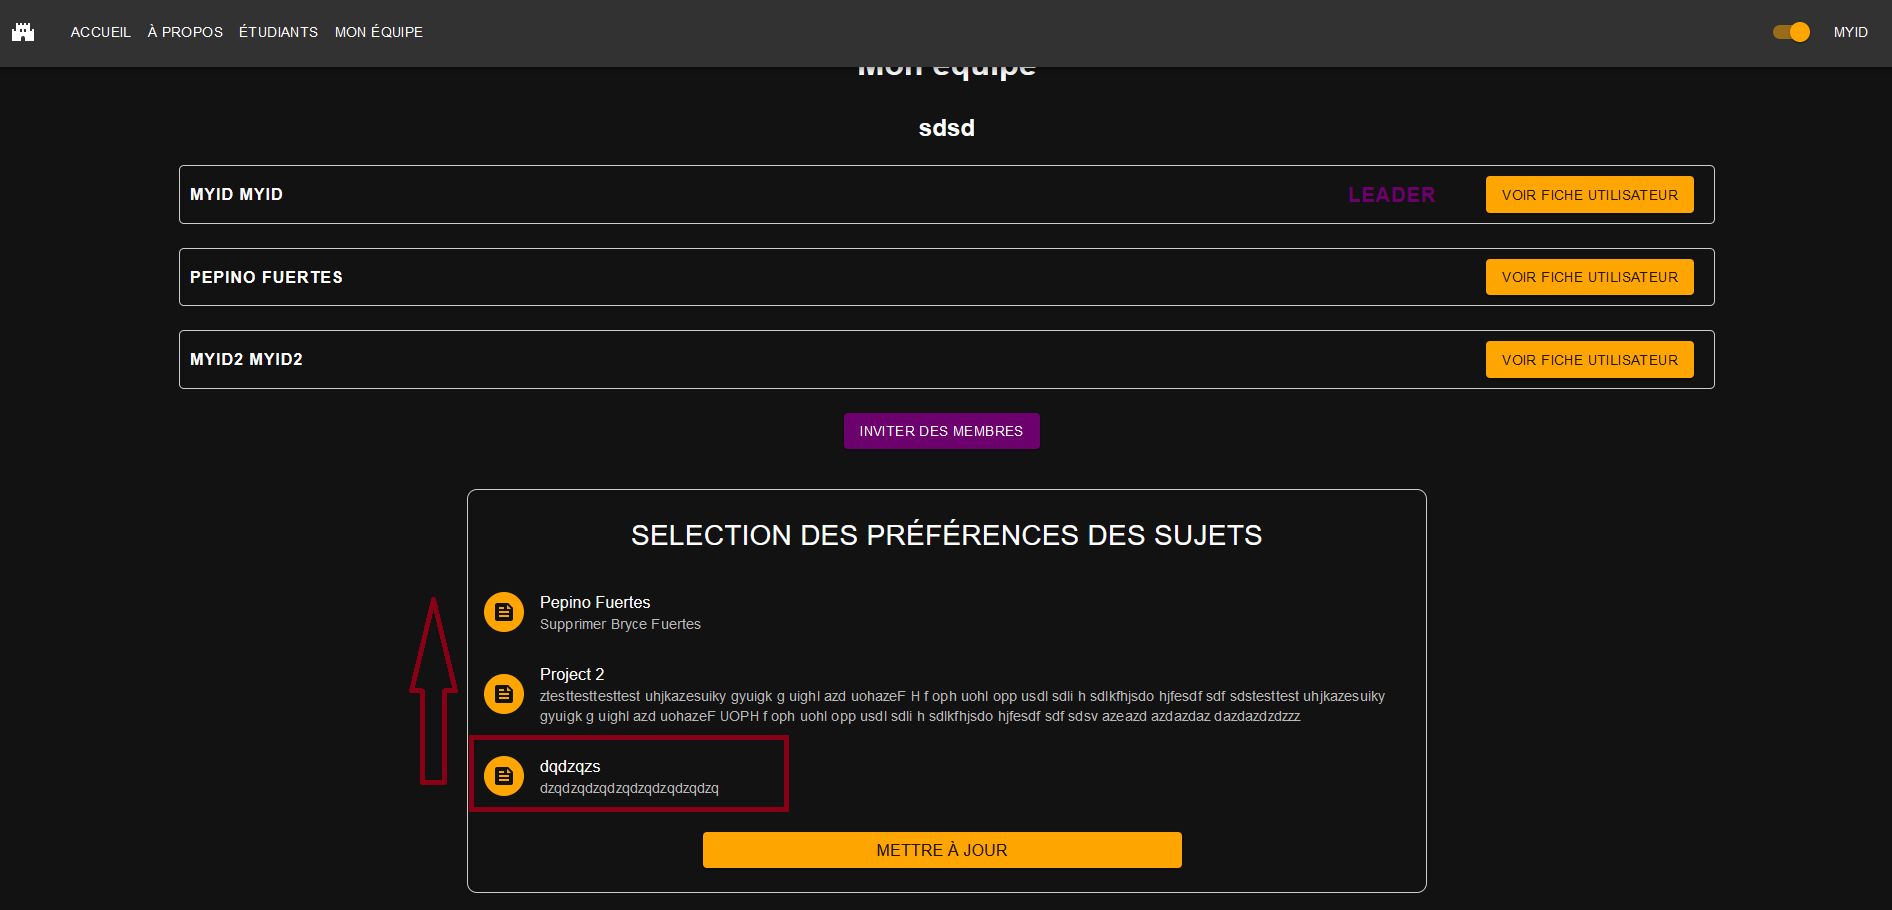 ACCUEIL À PROPOS ÉTUDIANTS MON ÉQUIPE MYID
Mon équipe
sdsd
MYID MYID LEADER VOIR FICHE UTILISATEUR
PEPINO FUERTES VOIR FICHE UTILISATEUR
MYID2 MYID2 VOIR FICHE UTILISATEUR
INVITER DES MEMBRES
SELECTION DES PRÉFÉRENCES DES SUJETS
Pepino Fuertes
Supprimer Bryce Fuertes
Project 2
ztesttesttesttest uhjkazesuiky gyuigk g uighl azd uohazeF H f oph uohl opp usdl sdli h sdlkfhjsdo hjfesdf sdf sdstesttest uhjkazesuiky
gyuigk g uighl azd uohazeF UOPH f oph uohl opp usdl sdli h sdlkfhjsdo hjfesdf sdf sdsv azeazd azdazdaz dazdazdzdzzz
dqdzqzs
dzqdzqdzqdzqdzqdzqdzqdzq
METTRE À JOUR